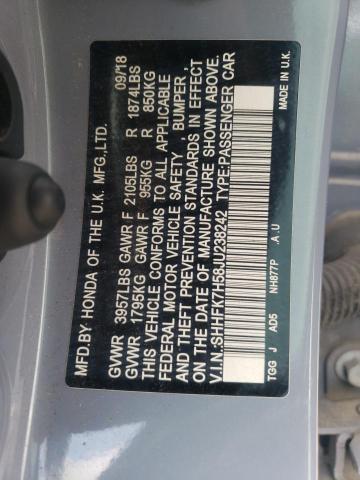 MFD.BY HONDA OF THE U.K. MFG.,LTD. 09/18
GVWR 3957LBS GAWR F 2105LBS R 1874LBS
GVWR 1795KG GAWR F 955KG R 850KG
THIS VEHICLE CONFORMS TO ALL APPLICABLE
FEDERAL MOTOR VEHICLE SAFETY, BUMPER,
AND THEFT PREVENTION STANDARDS IN EFFECT
ON THE DATE OF MANUFACTURE SHOWN ABOVE.
V.I.N.:SHHFK7H58JU238242 TYPE:PASSENGER CAR
TGG J AD5 NH877P .A .U MADE IN U.K.